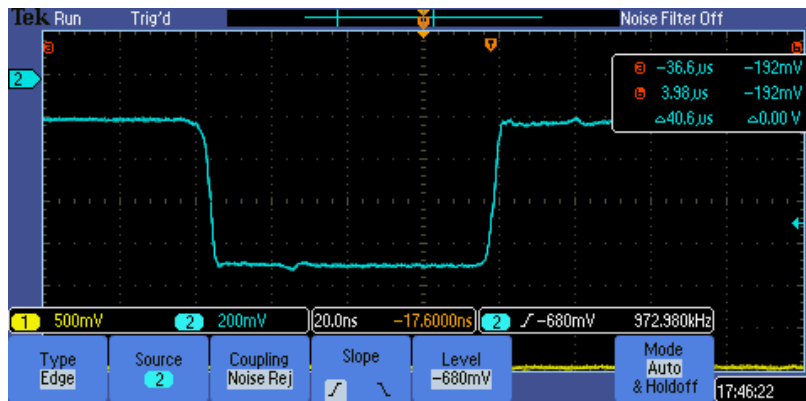 Tek Run Trig'd Noise Filter Off
a b
a −36.6µs −192mV
b 3.98µs −192mV
△40.6µs △0.00 V
2
1 500mV 2 200mV 20.0ns −17.6000ns 2 −680mV 972.980kHz
Type
Edge
Source
2
Coupling
Noise Rej
Slope
Level
−680mV
Mode
Auto
& Holdoff
17:46:22